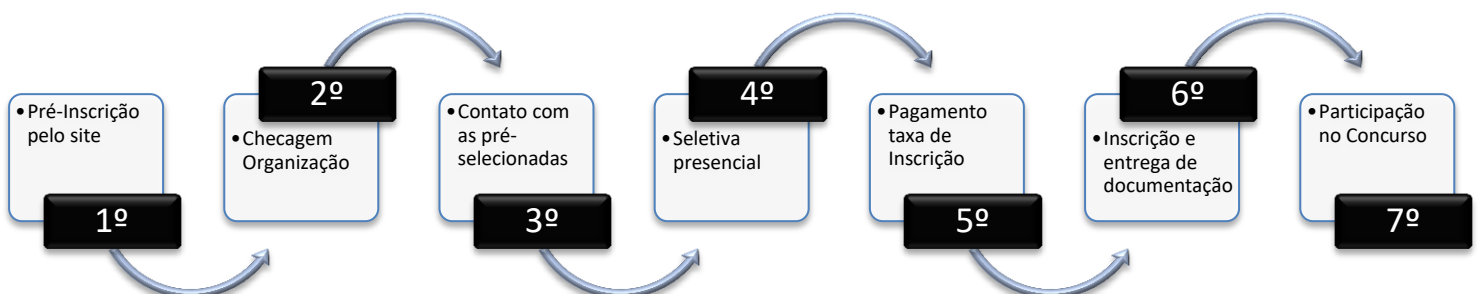 • Pré-Inscrição
pelo site
1º
2º
• Checagem
Organização
• Contato com
as pré-
selecionadas
3º
4º
• Seletiva
presencial
• Pagamento
taxa de
Inscrição
5º
6º
• Inscrição e
entrega de
documentação
• Participação
no Concurso
7º